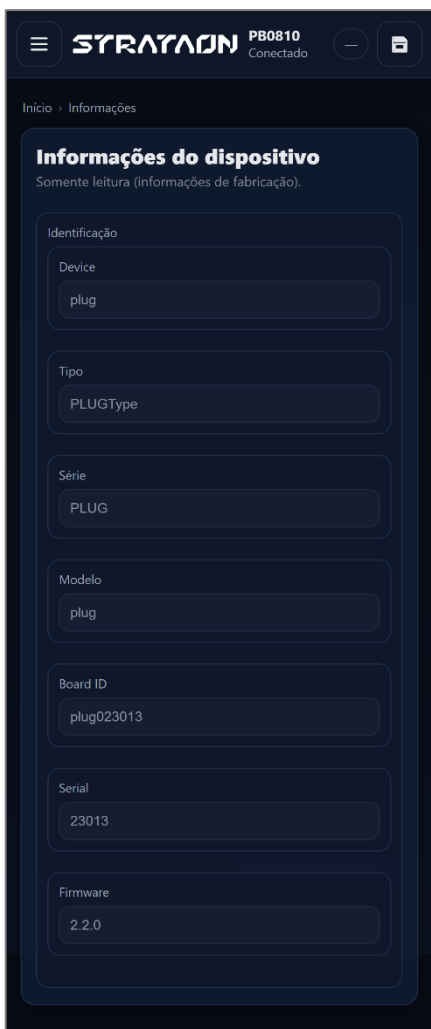 STRATAON
PB0810
Conectado
Início › Informações
Informações do dispositivo
Somente leitura (informações de fabricação).
Identificação
Device
plug
Tipo
PLUGType
Série
PLUG
Modelo
plug
Board ID
plug023013
Serial
23013
Firmware
2.2.0